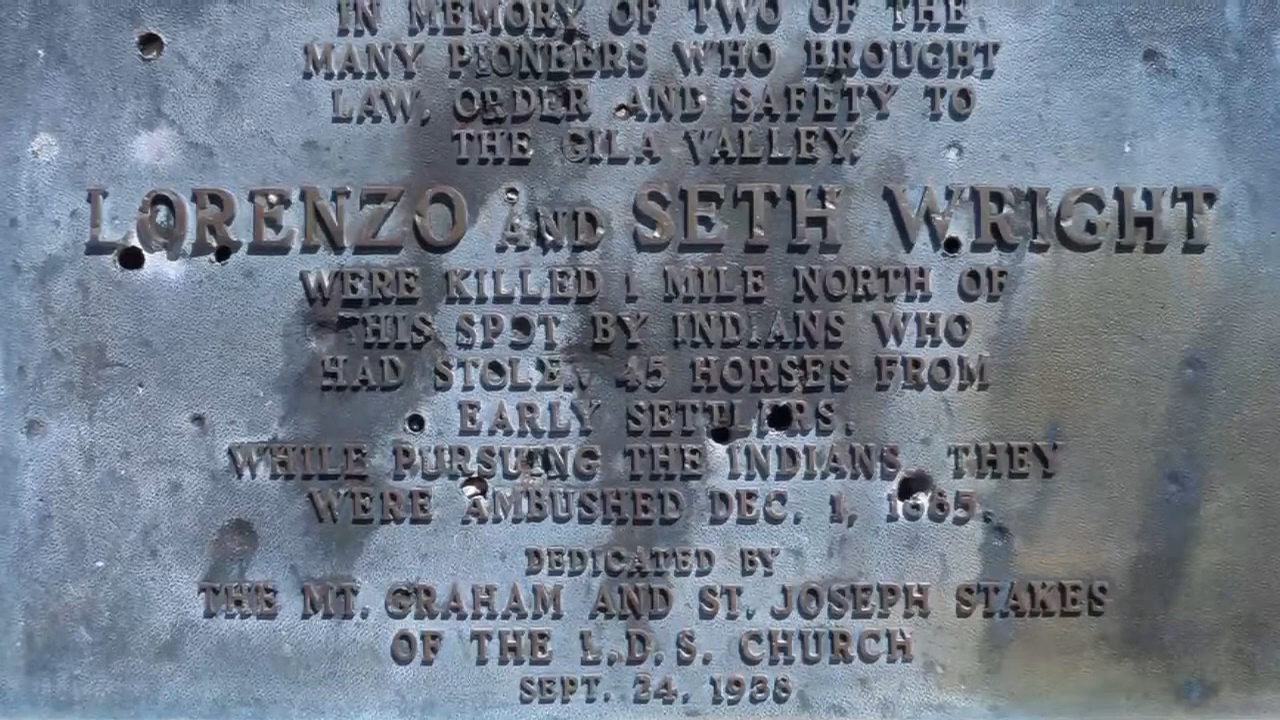 IN MEMORY OF TWO OF THE
MANY PIONEERS WHO BROUGHT
LAW, ORDER AND SAFETY TO
THE GILA VALLEY.
LORENZO AND SETH WRIGHT
WERE KILLED 1 MILE NORTH OF
THIS SPOT BY INDIANS WHO
HAD STOLEN 45 HORSES FROM
EARLY SETTLERS.
WHILE PURSUING THE INDIANS THEY
WERE AMBUSHED DEC. 1, 1885.
DEDICATED BY
THE MT. GRAHAM AND ST. JOSEPH STAKES
OF THE L.D.S. CHURCH
SEPT. 24, 1938